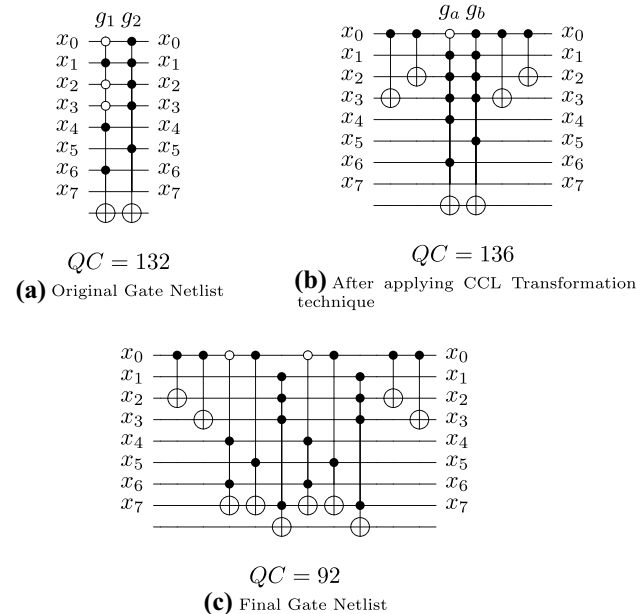 g₁ g₂
x₀ x₀
x₁ x₁
x₂ x₂
x₃ x₃
x₄ x₄
x₅ x₅
x₆ x₆
x₇ x₇
QC = 132
(a) Original Gate Netlist
gₐ g_b
x₀ x₀
x₁ x₁
x₂ x₂
x₃ x₃
x₄ x₄
x₅ x₅
x₆ x₆
x₇ x₇
QC = 136
(b) After applying CCL Transformation
technique
x₀ x₀
x₁ x₁
x₂ x₂
x₃ x₃
x₄ x₄
x₅ x₅
x₆ x₆
x₇ x₇
QC = 92
(c) Final Gate Netlist